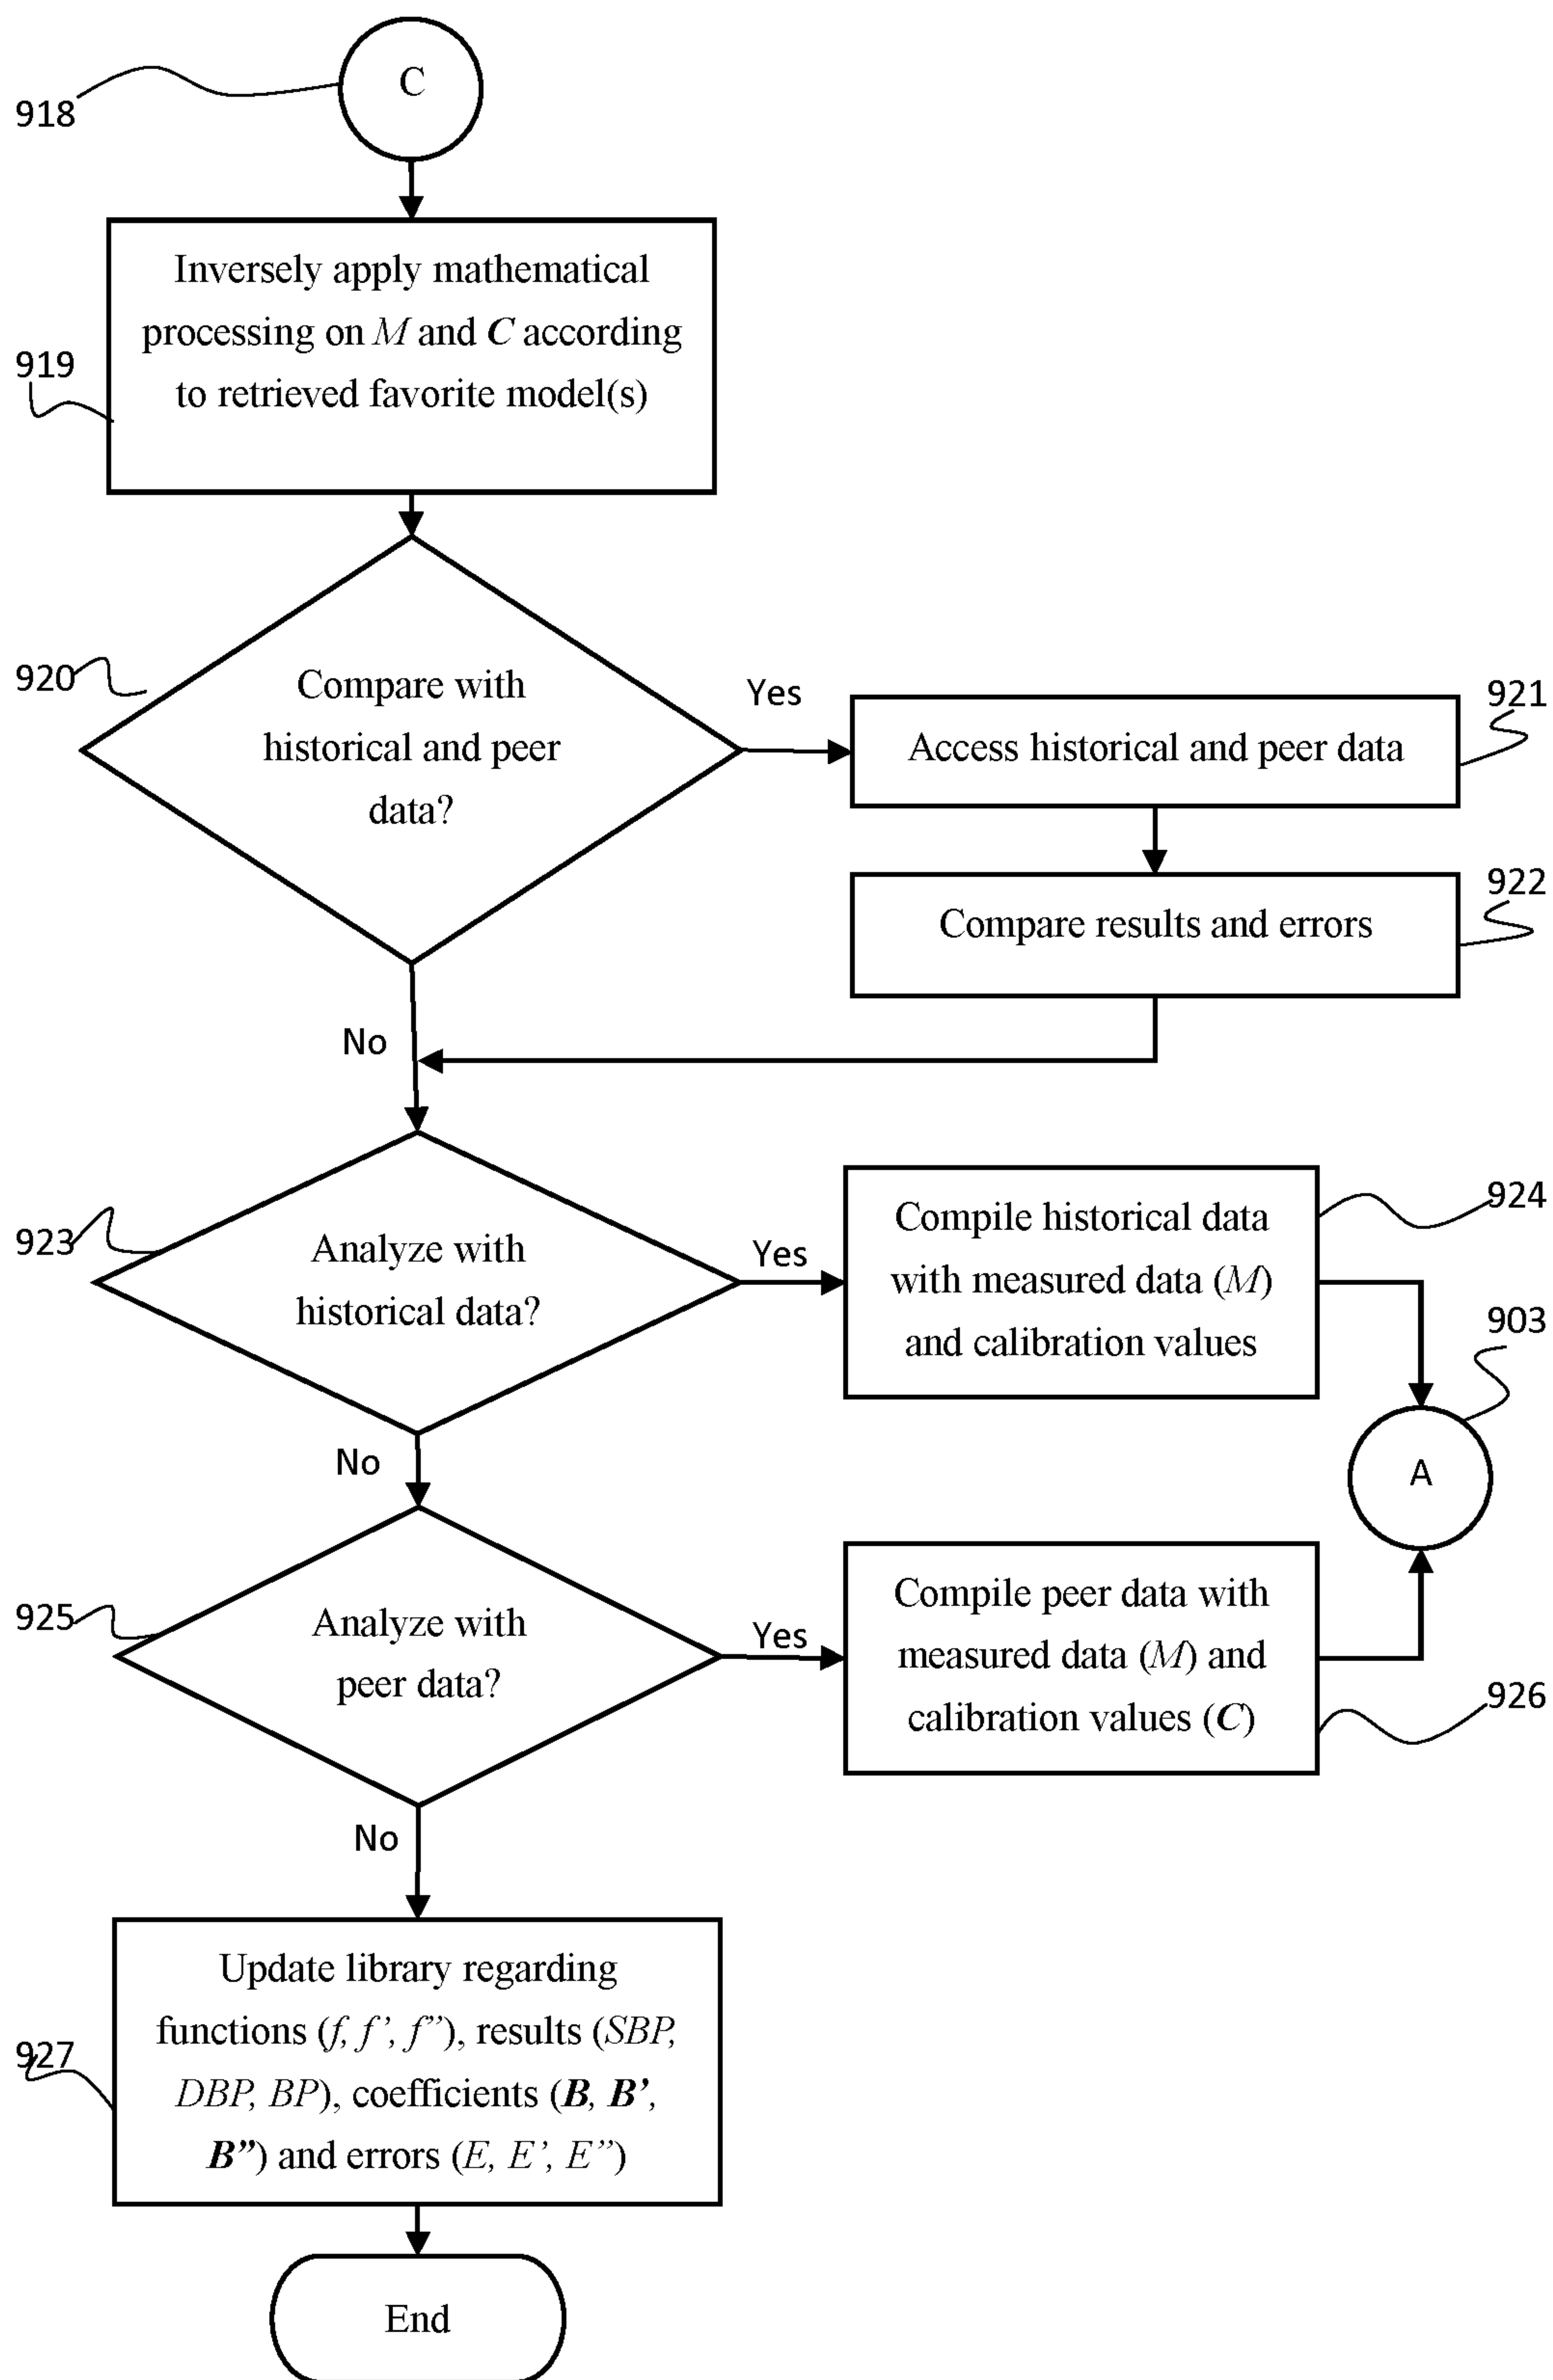 C
918
Inversely apply mathematical
processing on M and C according
to retrieved favorite model(s)
919
920
Compare with
historical and peer
data?
Yes
Access historical and peer data
921
Compare results and errors
922
No
923
Analyze with
historical data?
Yes
Compile historical data
with measured data (M)
and calibration values
924
903
A
No
925
Analyze with
peer data?
Yes
Compile peer data with
measured data (M) and
calibration values (C)
926
No
Update library regarding
functions (f, f’, f”), results (SBP,
DBP, BP), coefficients (B, B’,
B”) and errors (E, E’, E”)
927
End